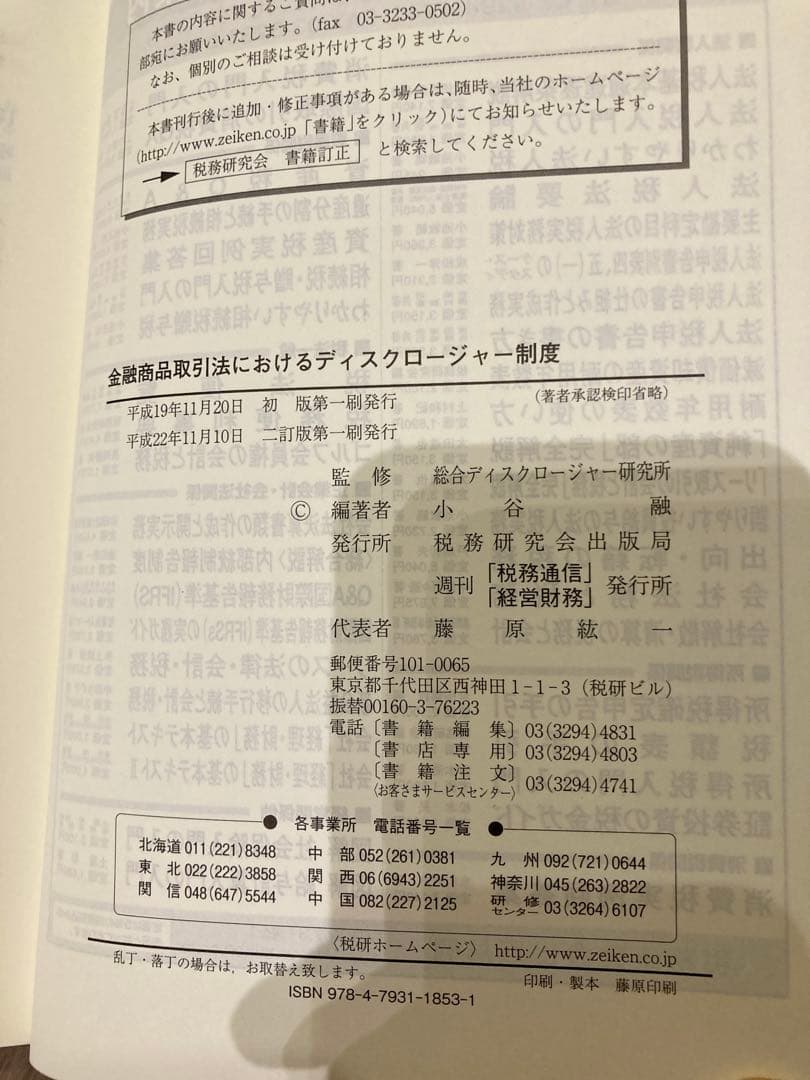 本書の内容に関するご質問は、
部宛にお願いいたします。(fax 03-3233-0502)
なお、個別のご相談は受け付けておりません。
本書刊行後に追加・修正事項がある場合は、随時、当社のホームページ
(http://www.zeiken.co.jp「書籍」をクリック)にてお知らせいたします。
税務研究会 書籍訂正 と検索してください。
金融商品取引法におけるディスクロージャー制度
平成19年11月20日 初 版第一刷発行 (著者承認検印省略)
平成22年11月10日 二訂版第一刷発行
監修 総合ディスクロージャー研究所
Ⓒ 編著者 小谷 融
発行所 税務研究会出版局
週刊「税務通信」「経営財務」発行所
代表者 藤原紘一
郵便番号101-0065
東京都千代田区西神田1-1-3(税研ビル)
振替00160-3-76223
電話〔書籍編集〕03(3294)4831
〔書店専用〕03(3294)4803
〔書籍注文〕03(3294)4741
〈お客さまサービスセンター〉
● 各事業所 電話番号一覧 ●
北海道 011(221)8348 中部 052(261)0381 九州 092(721)0644
東北 022(222)3858 関西 06(6943)2251 神奈川 045(263)2822
関信 048(647)5544 中国 082(227)2125 研修センター 03(3264)6107
〈税研ホームページ〉 http://www.zeiken.co.jp
乱丁・落丁の場合は、お取替え致します。 印刷・製本 藤原印刷
ISBN 978-4-7931-1853-1